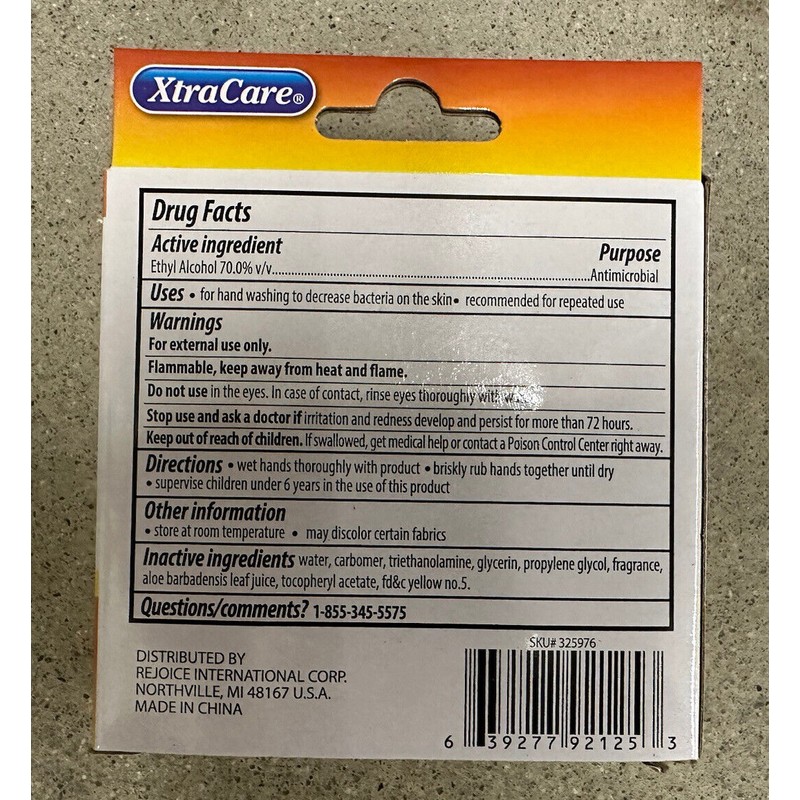 XtraCare®
Drug Facts
Active ingredient Purpose
Ethyl Alcohol 70.0% v/v.......................................................................................Antimicrobial
Uses • for hand washing to decrease bacteria on the skin • recommended for repeated use
Warnings
For external use only.
Flammable, keep away from heat and flame.
Do not use in the eyes. In case of contact, rinse eyes thoroughly with
Stop use and ask a doctor if irritation and redness develop and persist for more than 72 hours.
Keep out of reach of children. If swallowed, get medical help or contact a Poison Control Center right away.
Directions • wet hands thoroughly with product • briskly rub hands together until dry
• supervise children under 6 years in the use of this product
Other information
• store at room temperature • may discolor certain fabrics
Inactive ingredients water, carbomer, triethanolamine, glycerin, propylene glycol, fragrance,
aloe barbadensis leaf juice, tocopheryl acetate, fd&c yellow no.5.
Questions/comments? 1-855-345-5575
DISTRIBUTED BY
REJOICE INTERNATIONAL CORP.
NORTHVILLE, MI 48167 U.S.A.
MADE IN CHINA
SKU# 325976
6 39277 92125 3